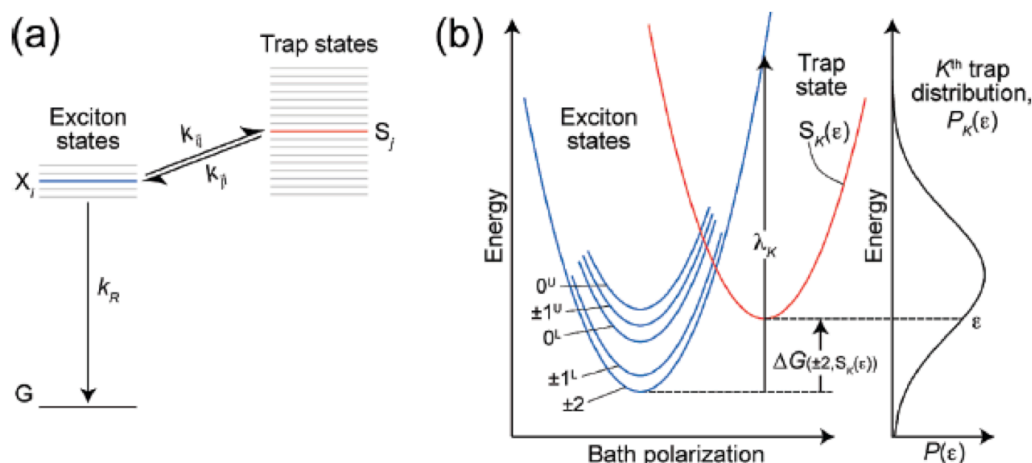 (a)
Trap states
Exciton
states
k_ij
S_j
k_ji
X_i
k_R
G
(b)
Exciton states
Trap
state
S_K(ε)
λ_K
0^U
±1^U
0^L
±1^L
±2
ΔG(±2,S_K(ε))
Energy
Bath polarization
K^th trap
distribution,
P_K(ε)
Energy
ε
P(ε)